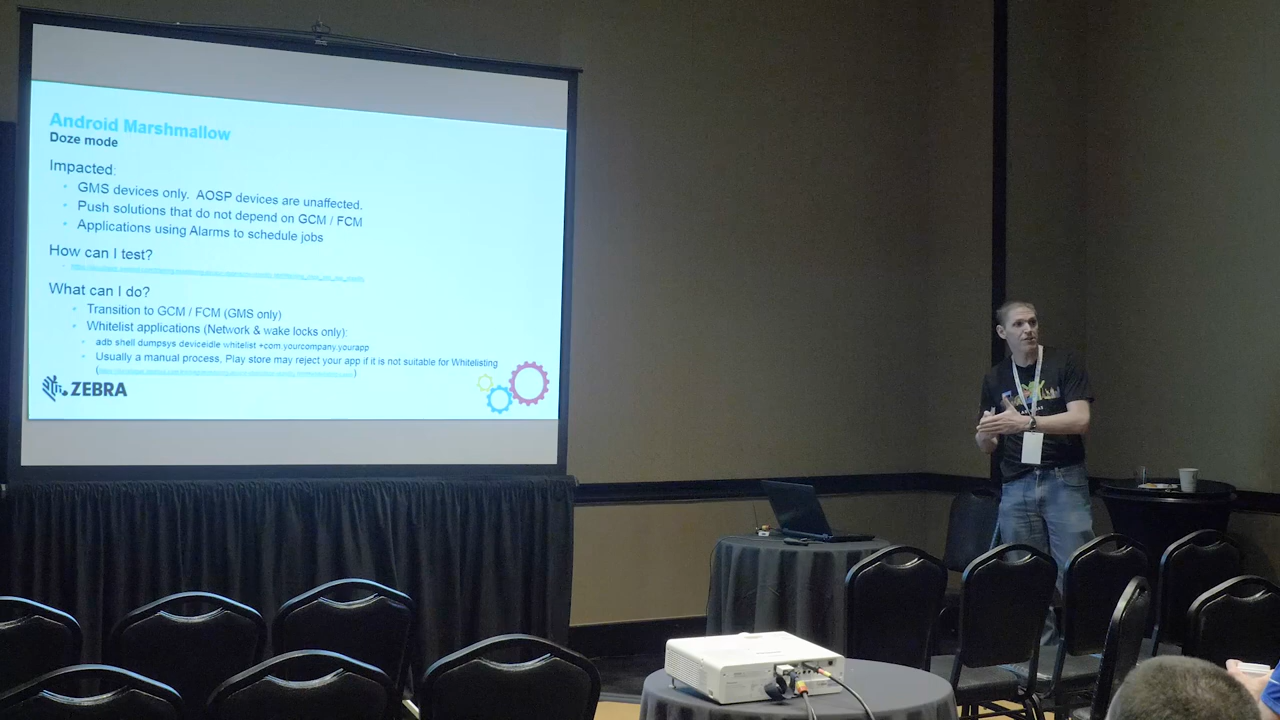 Android Marshmallow
Doze mode
Impacted:
GMS devices only. AOSP devices are unaffected.
Push solutions that do not depend on GCM / FCM
Applications using Alarms to schedule jobs
How can I test?
What can I do?
Transition to GCM / FCM (GMS only)
Whitelist applications (Network & wake locks only):
adb shell dumpsys deviceidle whitelist +com.yourcompany.yourapp
Usually a manual process. Play store may reject your app if it is not suitable for Whitelisting
ZEBRA